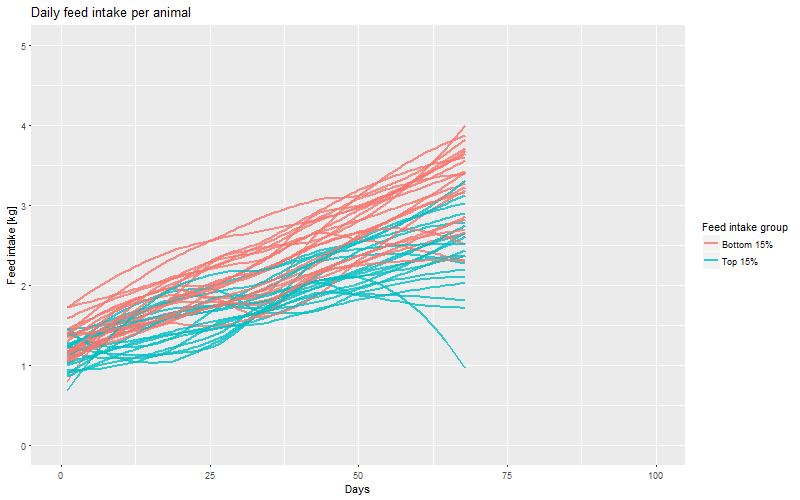 Daily feed intake per animal
Feed intake [kg]
5
4
3
2
1
0
0 25 50 75 100
Days
Feed intake group
Bottom 15%
Top 15%